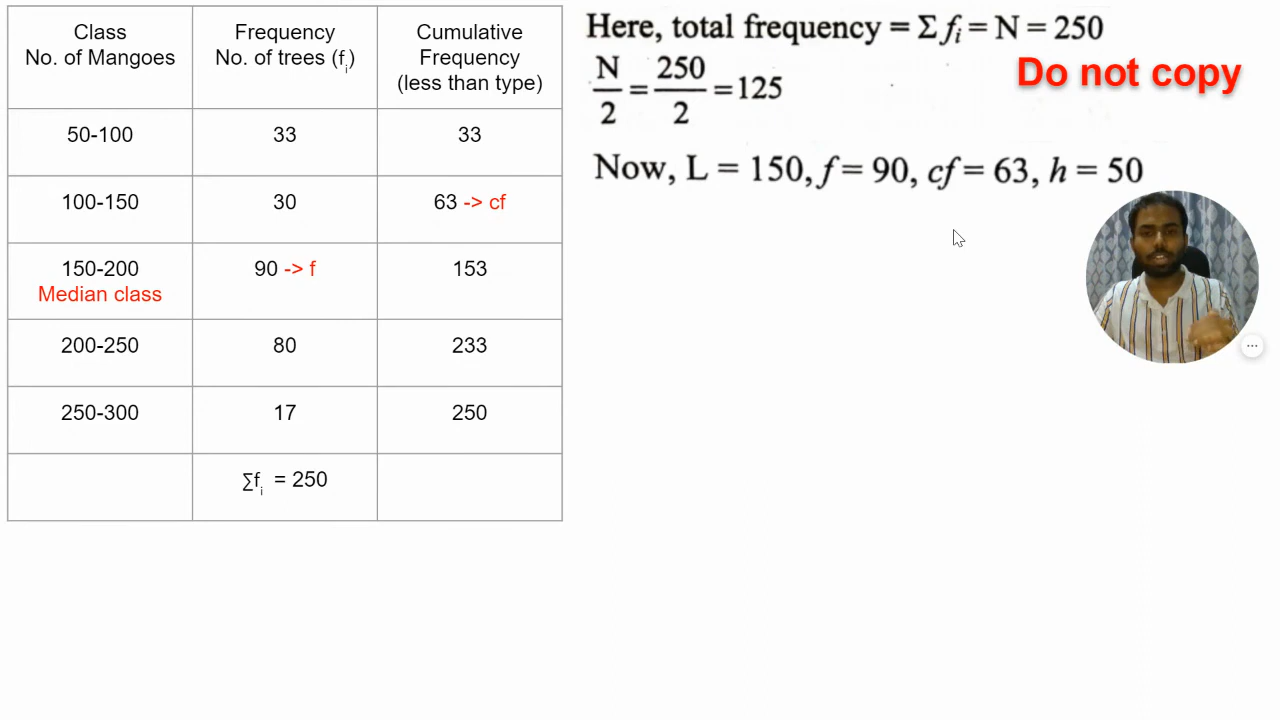 Class
No. of Mangoes
Frequency
No. of trees (fi)
Cumulative
Frequency
(less than type)
50-100
33
33
100-150
30
63 -> cf
150-200
Median class
90 -> f
153
200-250
80
233
250-300
17
250
∑fi = 250
Here, total frequency = Σ fi = N = 250
N/2 = 250/2 = 125
Do not copy
Now, L = 150, f = 90, cf = 63, h = 50